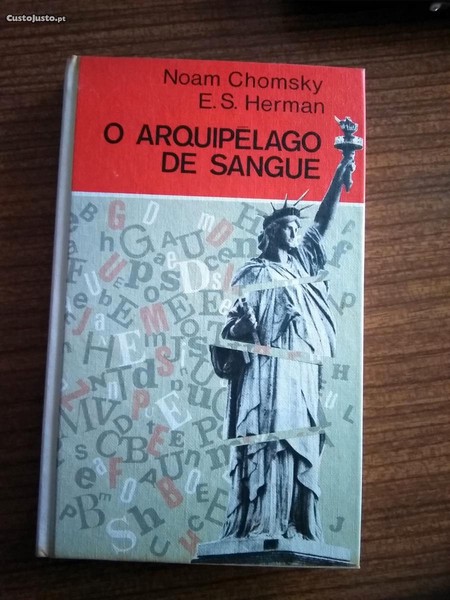 CustoJusto.pt
Noam Chomsky
E.S. Herman
O ARQUIPÉLAGO
DE SANGUE